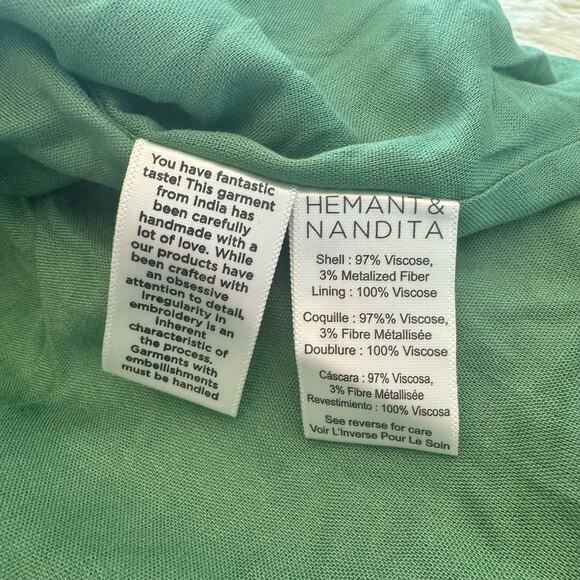 You have fantastic
taste! This garment
from India has
been carefully
handmade with a
lot of love. While
our products have
been crafted with
an obsessive
attention to detail,
irregularity in
embroidery is an
inherent
characteristic of
the process.
Garments with
embellishments
must be handled
HEMANT &
NANDITA
Shell : 97% Viscose,
3% Metalized Fiber
Lining : 100% Viscose
Coquille : 97%% Viscose,
3% Fibre Métallisée
Doublure : 100% Viscose
Cáscara : 97% Viscosa,
3% Fibre Métallisée
Revestimiento : 100% Viscosa
See reverse for care
Voir L'Inverse Pour Le Soin